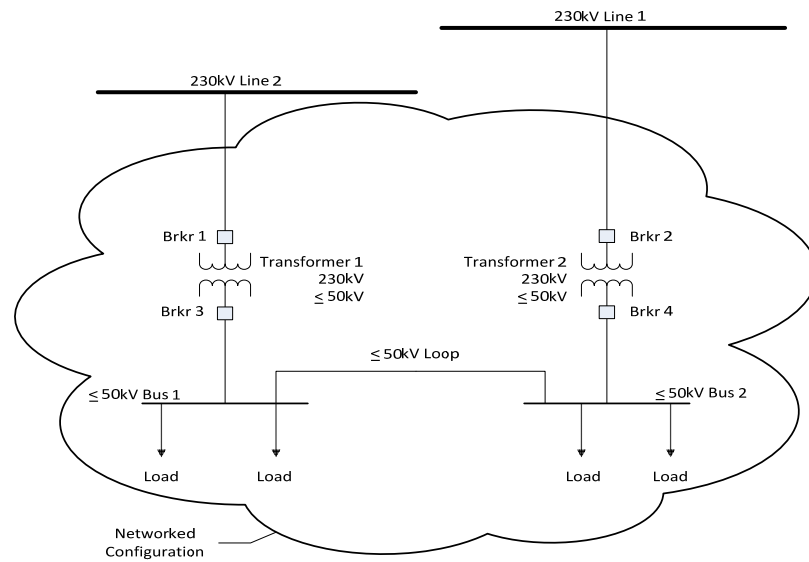 230kV Line 1
230kV Line 2
Brkr 1
Transformer 1
230kV
≤ 50kV
Brkr 3
Transformer 2
230kV
≤ 50kV
Brkr 2
Brkr 4
≤ 50kV Loop
≤ 50kV Bus 1
≤ 50kV Bus 2
Load
Load
Load
Load
Networked
Configuration